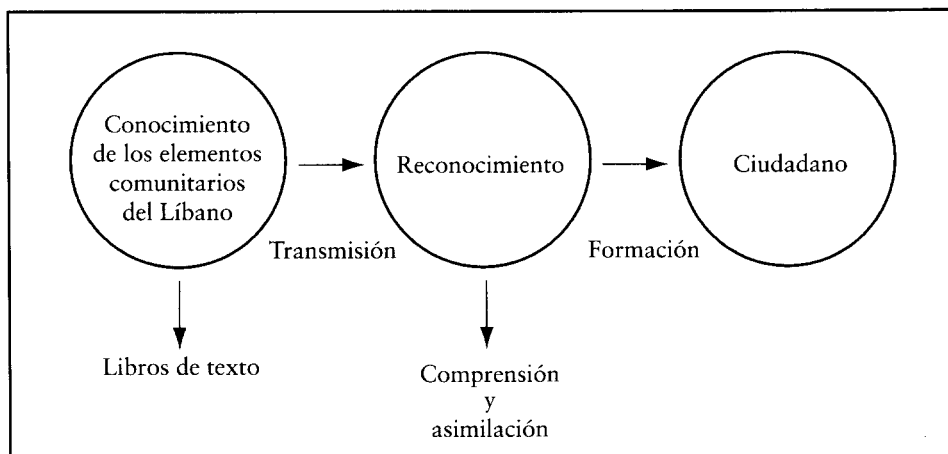 Conocimiento
de los elementos
comunitarios
del Líbano
Transmisión
Reconocimiento
Formación
Ciudadano
Libros de texto
Comprensión
y
asimilación